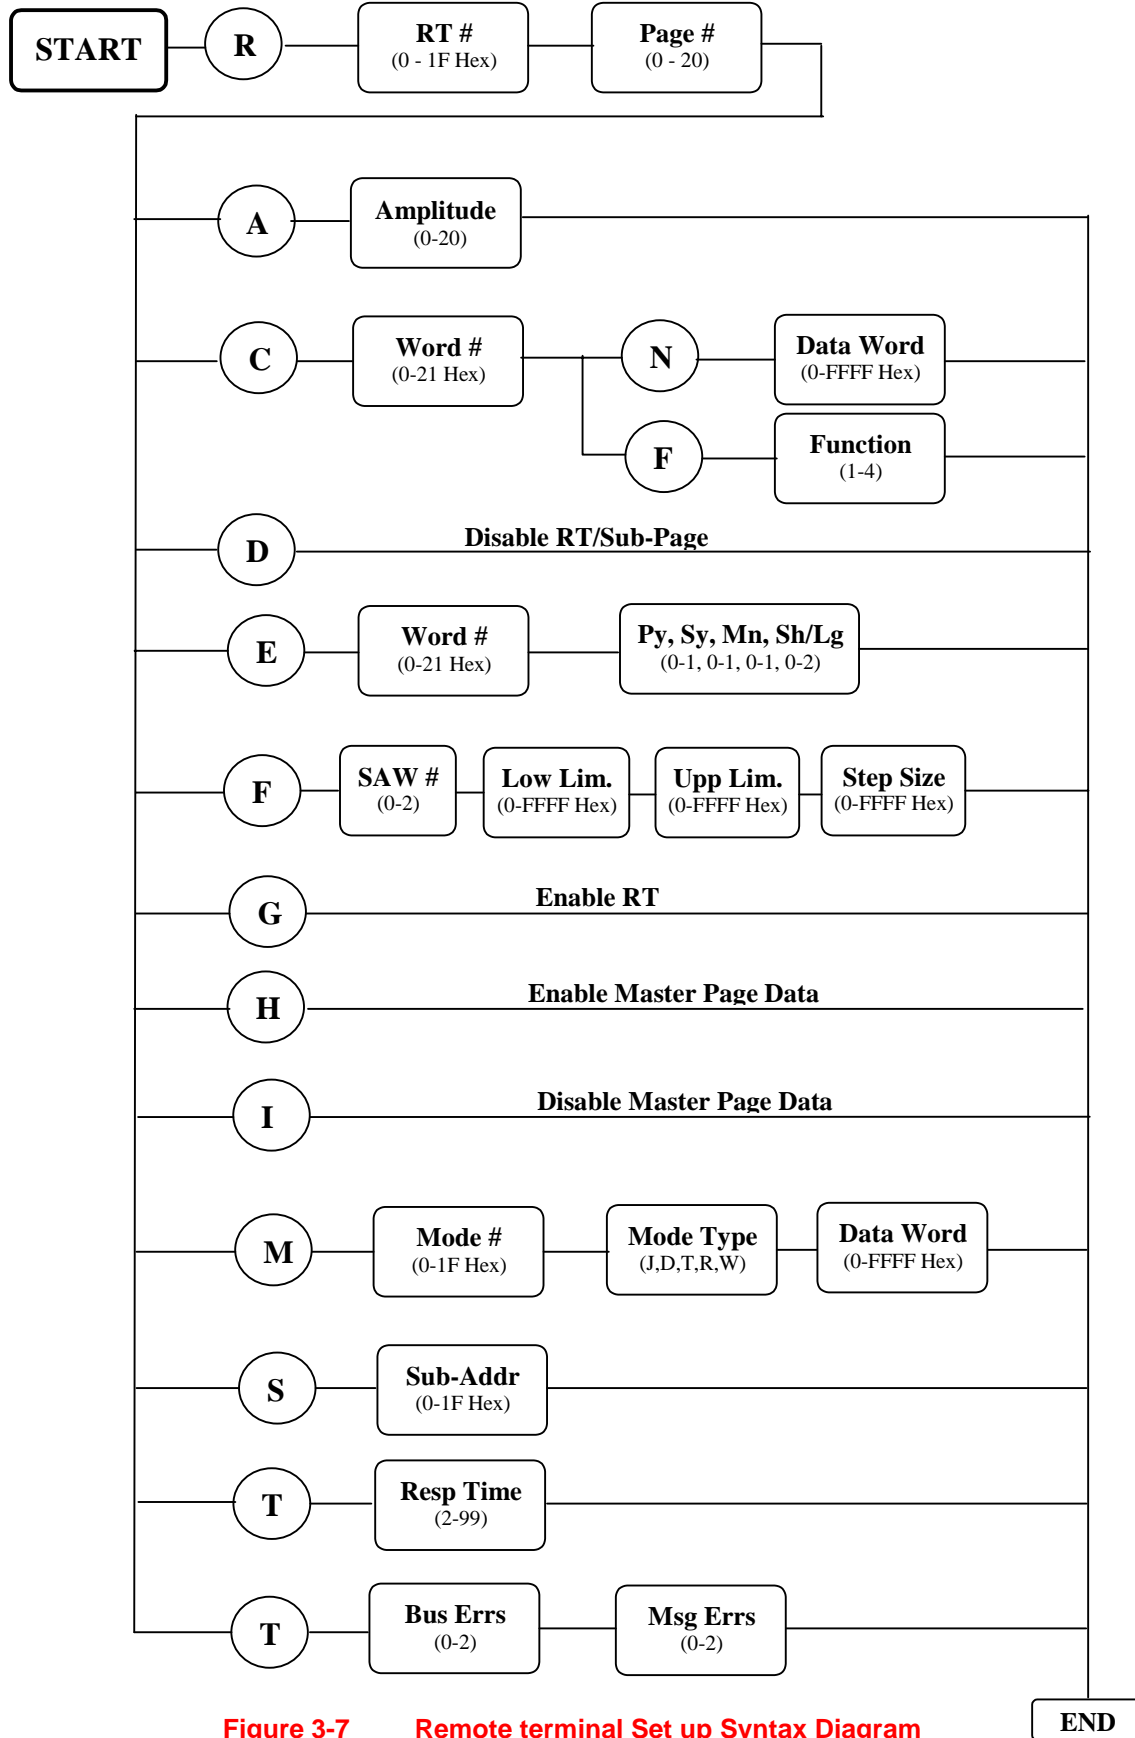 START
R
RT #
(0 - 1F Hex)
Page #
(0 - 20)
A
Amplitude
(0-20)
C
Word #
(0-21 Hex)
N
Data Word
(0-FFFF Hex)
F
Function
(1-4)
D
Disable RT/Sub-Page
E
Word #
(0-21 Hex)
Py, Sy, Mn, Sh/Lg
(0-1, 0-1, 0-1, 0-2)
F
SAW #
(0-2)
Low Lim.
(0-FFFF Hex)
Upp Lim.
(0-FFFF Hex)
Step Size
(0-FFFF Hex)
G
Enable RT
H
Enable Master Page Data
I
Disable Master Page Data
M
Mode #
(0-1F Hex)
Mode Type
(J,D,T,R,W)
Data Word
(0-FFFF Hex)
S
Sub-Addr
(0-1F Hex)
T
Resp Time
(2-99)
T
Bus Errs
(0-2)
Msg Errs
(0-2)
END
Figure 3-7 Remote terminal Set up Syntax Diagram